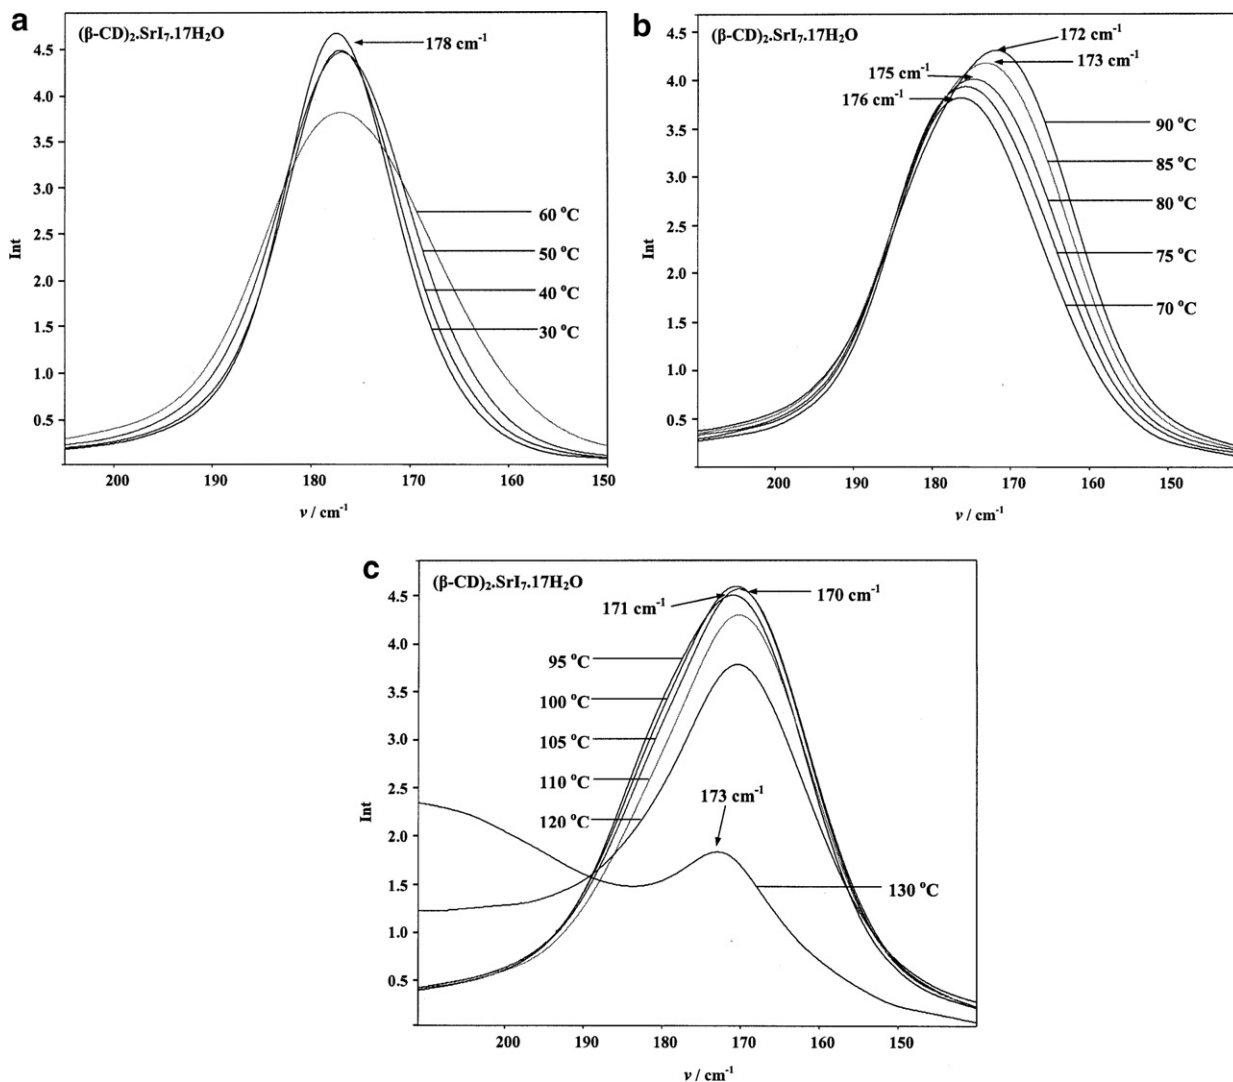 a
(β-CD)₂.SrI₇.17H₂O
178 cm⁻¹
4.5
4.0
3.5
3.0
2.5
2.0
1.5
1.0
0.5
Int
60 °C
50 °C
40 °C
30 °C
200 190 180 170 160 150
ν / cm⁻¹
b
(β-CD)₂.SrI₇.17H₂O
172 cm⁻¹
173 cm⁻¹
175 cm⁻¹
176 cm⁻¹
4.5
4.0
3.5
3.0
2.5
2.0
1.5
1.0
0.5
Int
90 °C
85 °C
80 °C
75 °C
70 °C
200 190 180 170 160 150 140
ν / cm⁻¹
c
(β-CD)₂.SrI₇.17H₂O
171 cm⁻¹
170 cm⁻¹
4.5
4.0
3.5
3.0
2.5
2.0
1.5
1.0
0.5
Int
95 °C
100 °C
105 °C
110 °C
120 °C
173 cm⁻¹
130 °C
200 190 180 170 160 150
ν / cm⁻¹